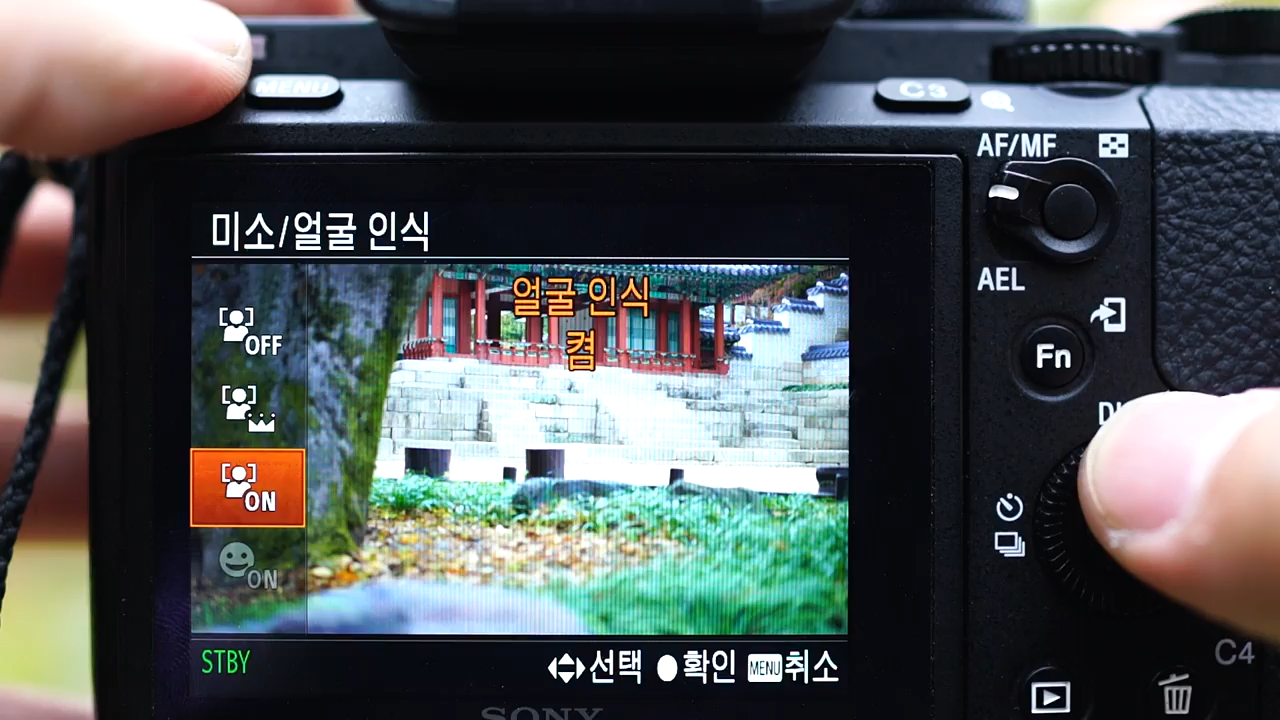 MENU
C3
AF/MF
미소/얼굴 인식
AEL
얼굴 인식
켬
OFF
Fn
ON
ON
STBY
선택 확인 MENU 취소
C4
SONY